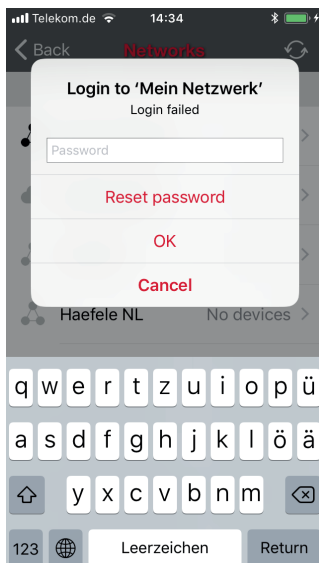 Telekom.de 14:34
Back Networks
Login to ‘Mein Netzwerk’
Login failed
Password
Reset password
OK
Cancel
Haefele NL No devices
q w e r t z u i o p ü
a s d f g h j k l ö ä
y x c v b n m
123 Leerzeichen Return